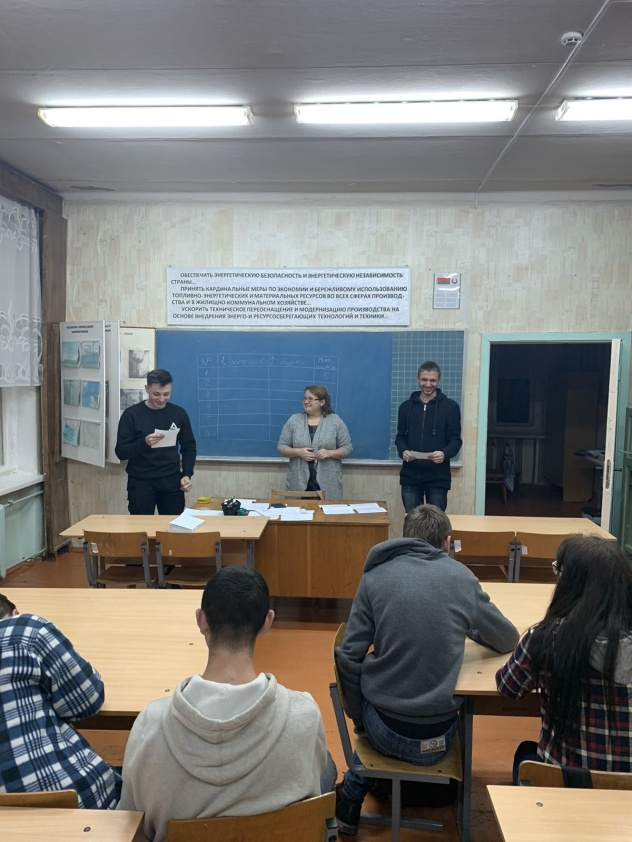 ОБЕСПЕЧИТЬ ЭНЕРГЕТИЧЕСКУЮ БЕЗОПАСНОСТЬ И ЭНЕРГЕТИЧЕСКУЮ НЕЗАВИСИМОСТЬ
СТРАНЫ...
ПРИНЯТЬ КАРДИНАЛЬНЫЕ МЕРЫ ПО ЭКОНОМИИ И БЕРЕЖЛИВОМУ ИСПОЛЬЗОВАНИЮ
ТОПЛИВНО-ЭНЕРГЕТИЧЕСКИХ И МАТЕРИАЛЬНЫХ РЕСУРСОВ ВО ВСЕХ СФЕРАХ ПРОИЗВОД-
СТВА И В ЖИЛИЩНО-КОММУНАЛЬНОМ ХОЗЯЙСТВЕ...
УСКОРИТЬ ТЕХНИЧЕСКОЕ ПЕРЕОСНАЩЕНИЕ И МОДЕРНИЗАЦИЮ ПРОИЗВОДСТВА НА
ОСНОВЕ ВНЕДРЕНИЯ ЭНЕРГО-И РЕСУРСОСБЕРЕГАЮЩИХ ТЕХНОЛОГИЙ И ТЕХНИКИ...
№